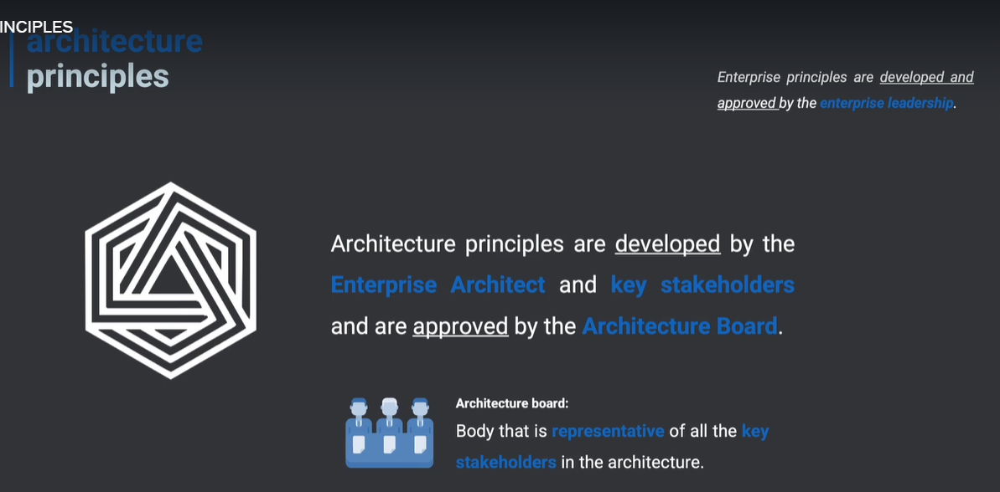 INCIPLES
architecture
principles
Enterprise principles are developed and
approved by the enterprise leadership.
Architecture principles are developed by the
Enterprise Architect and key stakeholders
and are approved by the Architecture Board.
Architecture board:
Body that is representative of all the key
stakeholders in the architecture.